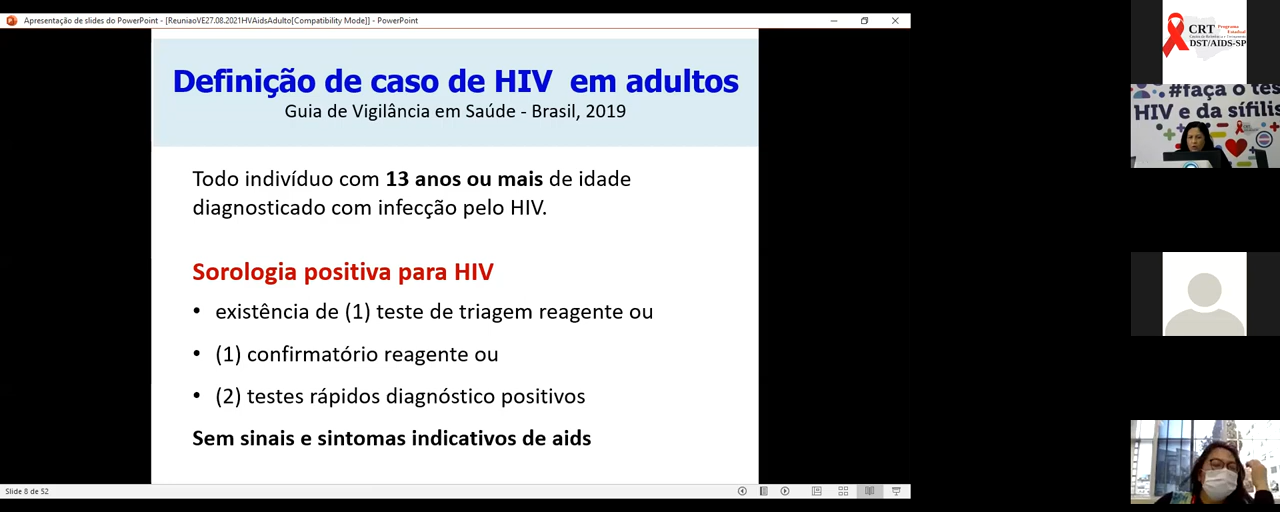 Apresentação de slides do PowerPoint - [ReuniaoVE27.08.2021HVAidsAdulto[Compatibility Mode]] - PowerPoint
Definição de caso de HIV em adultos
Guia de Vigilância em Saúde - Brasil, 2019
Todo indivíduo com 13 anos ou mais de idade
diagnosticado com infecção pelo HIV.
Sorologia positiva para HIV
• existência de (1) teste de triagem reagente ou
• (1) confirmatório reagente ou
• (2) testes rápidos diagnóstico positivos
Sem sinais e sintomas indicativos de aids
Slide 8 de 52
CRT Programa
Estadual
DST/AIDS-SP
#faça o tes
HIV e da sífilis